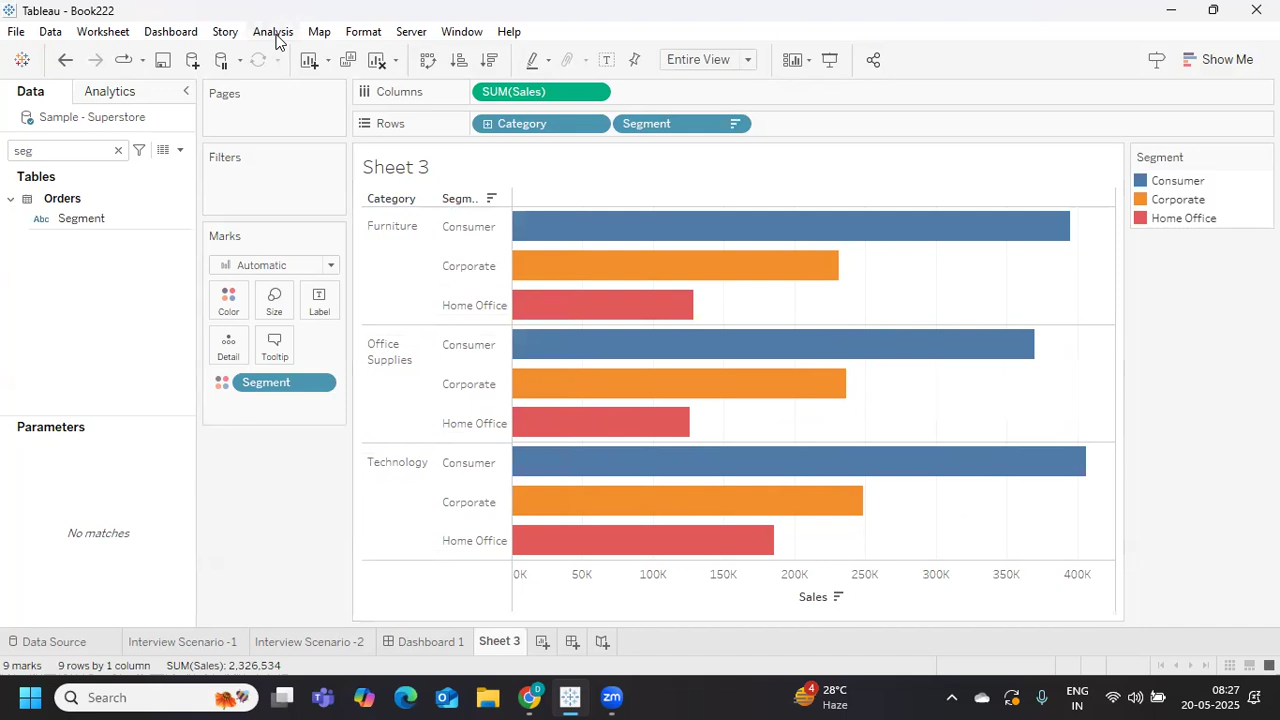 Tableau - Book222
File Data Worksheet Dashboard Story Analysis Map Format Server Window Help
Entire View
Show Me
Data Analytics
Sample - Superstore
seg
Tables
Orders
Abc Segment
Parameters
No matches
Pages
Filters
Marks
Automatic
Color Size Label
Detail Tooltip
Segment
Columns SUM(Sales)
Rows Category Segment
Sheet 3
Category Segm..
Furniture Consumer
Corporate
Home Office
Office Supplies Consumer
Corporate
Home Office
Technology Consumer
Corporate
Home Office
0K 50K 100K 150K 200K 250K 300K 350K 400K
Sales
Segment
Consumer
Corporate
Home Office
Data Source Interview Scenario -1 Interview Scenario -2 Dashboard 1 Sheet 3
9 marks 9 rows by 1 column SUM(Sales): 2,326,534
Search
zm
4
28°C
Haze
ENG
IN
08:27
20-05-2025